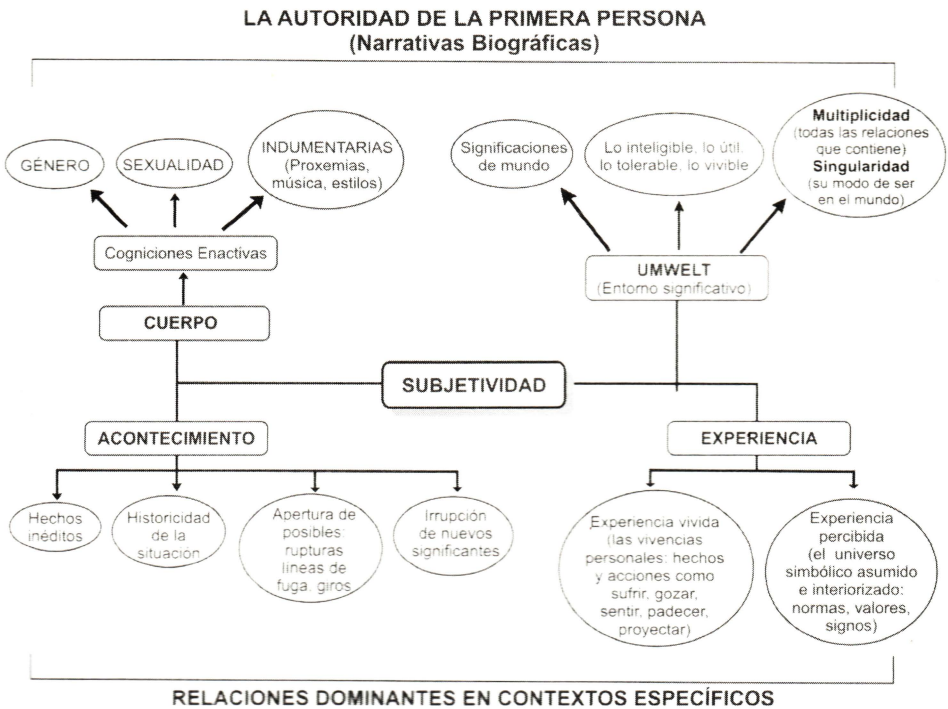 LA AUTORIDAD DE LA PRIMERA PERSONA
(Narrativas Biográficas)
GÉNERO
SEXUALIDAD
INDUMENTARIAS
(Proxemias,
música, estilos)
Significaciones
de mundo
Lo inteligible, lo útil,
lo tolerable, lo vivible
Multiplicidad
(todas las relaciones
que contiene)
Singularidad
(su modo de ser
en el mundo)
Cogniciones Enactivas
UMWELT
(Entorno significativo)
CUERPO
SUBJETIVIDAD
ACONTECIMIENTO
EXPERIENCIA
Hechos
inéditos
Historicidad
de la
situación
Apertura de
posibles:
rupturas
líneas de
fuga. giros
Irrupción
de nuevos
significantes
Experiencia vivida
(las vivencias
personales: hechos
y acciones como
sufrir, gozar,
sentir, padecer,
proyectar)
Experiencia
percibida
(el universo
simbólico asumido
e interiorizado:
normas, valores,
signos)
RELACIONES DOMINANTES EN CONTEXTOS ESPECÍFICOS